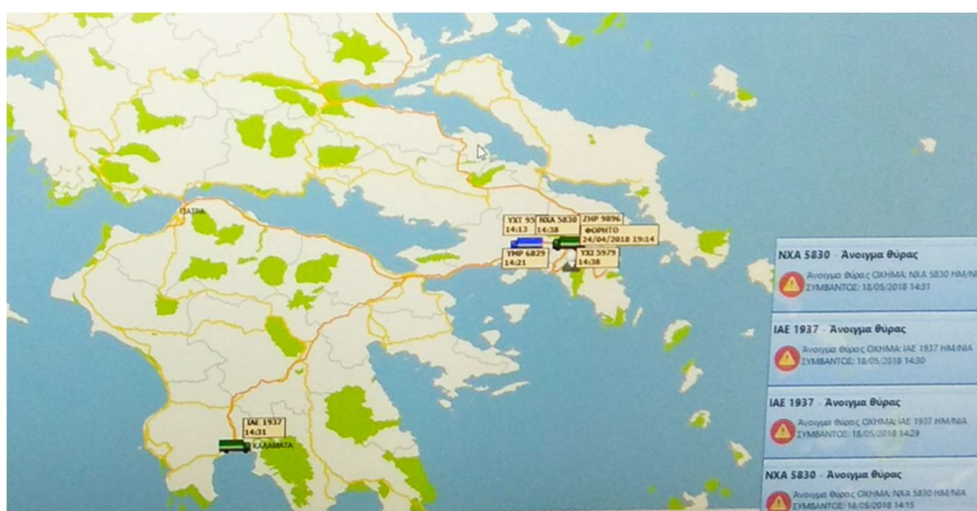 ΠΑΤΡΑ
ΥΧΤ 95
14:13
ΝΧΑ 5830
14:38
ΖΗΡ 9896
ΦΟΡΗΤΟ
24/04/2018 19:14
ΥΜΡ 6829
14:21
ΥΧΙ 5979
14:38
ΙΑΕ 1937
14:31
ΚΑΛΑΜΑΤΑ
ΝΧΑ 5830 - Άνοιγμα θύρας
Άνοιγμα θύρας ΟΧΗΜΑ: ΝΧΑ 5830 ΗΜ/ΝΙ
ΣΥΜΒΑΝΤΟΣ: 18/05/2018 14:31
ΙΑΕ 1937 - Άνοιγμα θύρας
Άνοιγμα θύρας ΟΧΗΜΑ: ΙΑΕ 1937 ΗΜ/ΝΙΑ
ΣΥΜΒΑΝΤΟΣ: 18/05/2018 14:30
ΙΑΕ 1937 - Άνοιγμα θύρας
Άνοιγμα θύρας ΟΧΗΜΑ: ΙΑΕ 1937 ΗΜ/ΝΙΑ
ΣΥΜΒΑΝΤΟΣ: 18/05/2018 14:29
ΝΧΑ 5830 - Άνοιγμα θύρας
Άνοιγμα θύρας ΟΧΗΜΑ: ΝΧΑ 5830 ΗΜ/ΝΙΑ
ΣΥΜΒΑΝΤΟΣ: 18/05/2018 14:15